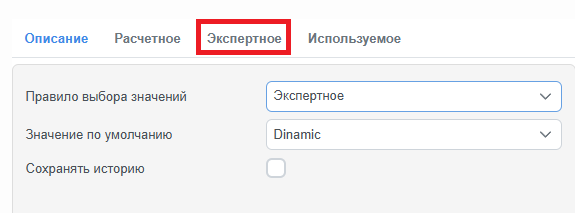 Описание Расчетное Экспертное Используемое
Правило выбора значений Экспертное
Значение по умолчанию Dinamic
Сохранять историю